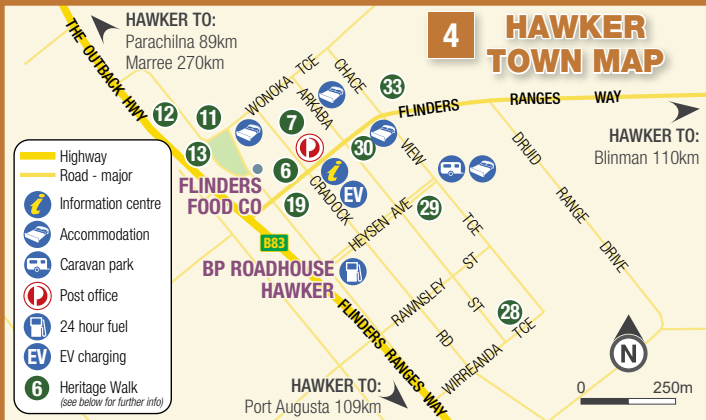 4
HAWKER
TOWN MAP
HAWKER TO:
Parachilna 89km
Marree 270km
THE OUTBACK HWY
WONOKA TCE
ARKABA
CHACE
VIEW
TCE
33
FLINDERS RANGES WAY
HAWKER TO:
Blinman 110km
12
11
13
7
6
30
19
29
28
i
EV
FLINDERS
FOOD CO
CRADOCK
RD
HEYSEN AVE
DRUID
RANGE
DRIVE
B83
BP ROADHOUSE
HAWKER
RAWNSLEY
ST
ST
WIRREANDA TCE
FLINDERS RANGES WAY
HAWKER TO:
Port Augusta 109km
N
0 250m
Highway
Road - major
i Information centre
Accommodation
Caravan park
Post office
24 hour fuel
EV EV charging
6 Heritage Walk
(see below for further info)